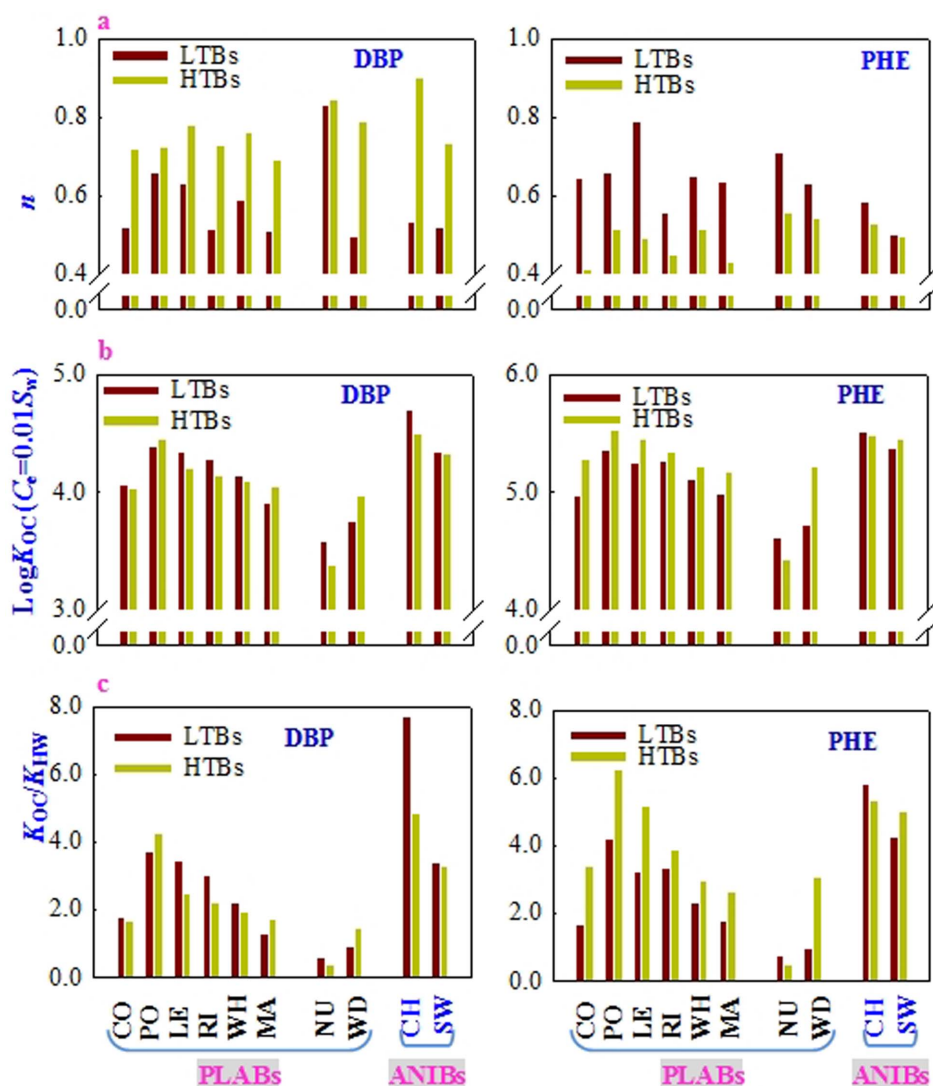 a
1.0
0.8
0.6
0.4
0.0
n
LTBs
HTBs
DBP
1.0
0.8
0.6
0.4
0.0
LTBs
HTBs
PHE
b
5.0
4.0
3.0
0.0
LogKOC(Ce=0.01Sw)
LTBs
HTBs
DBP
6.0
5.0
4.0
0.0
LTBs
HTBs
PHE
c
8.0
6.0
4.0
2.0
0.0
KOC/KHW
LTBs
HTBs
DBP
8.0
6.0
4.0
2.0
0.0
LTBs
HTBs
PHE
CO PO LE RI WH MA NU WD CH SW
CO PO LE RI WH MA NU WD CH SW
PLABs ANIBs PLABs ANIBs